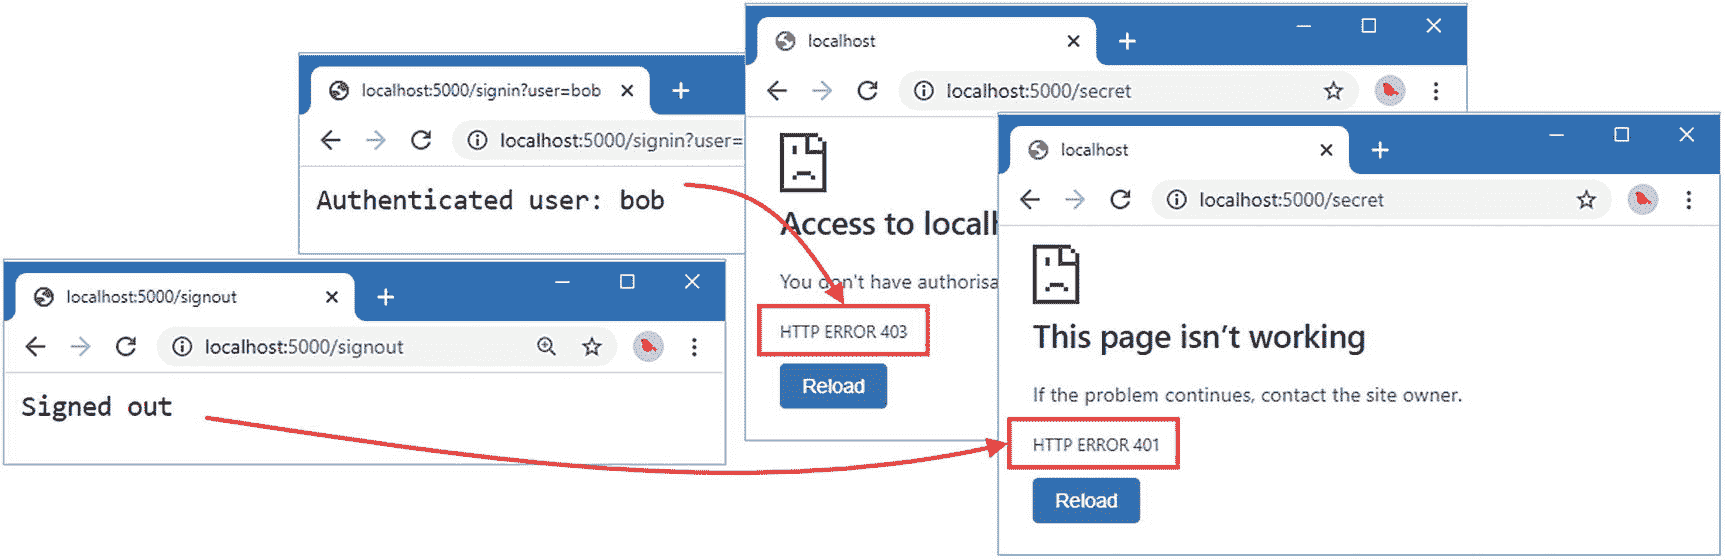 localhost:5000/signin?user=bob
localhost:5000/signin?user=
Authenticated user: bob
localhost
localhost:5000/secret
Access to local
You don't have authorisa
HTTP ERROR 403
Reload
localhost:5000/signout
localhost:5000/signout
Signed out
localhost
localhost:5000/secret
This page isn’t working
If the problem continues, contact the site owner.
HTTP ERROR 401
Reload